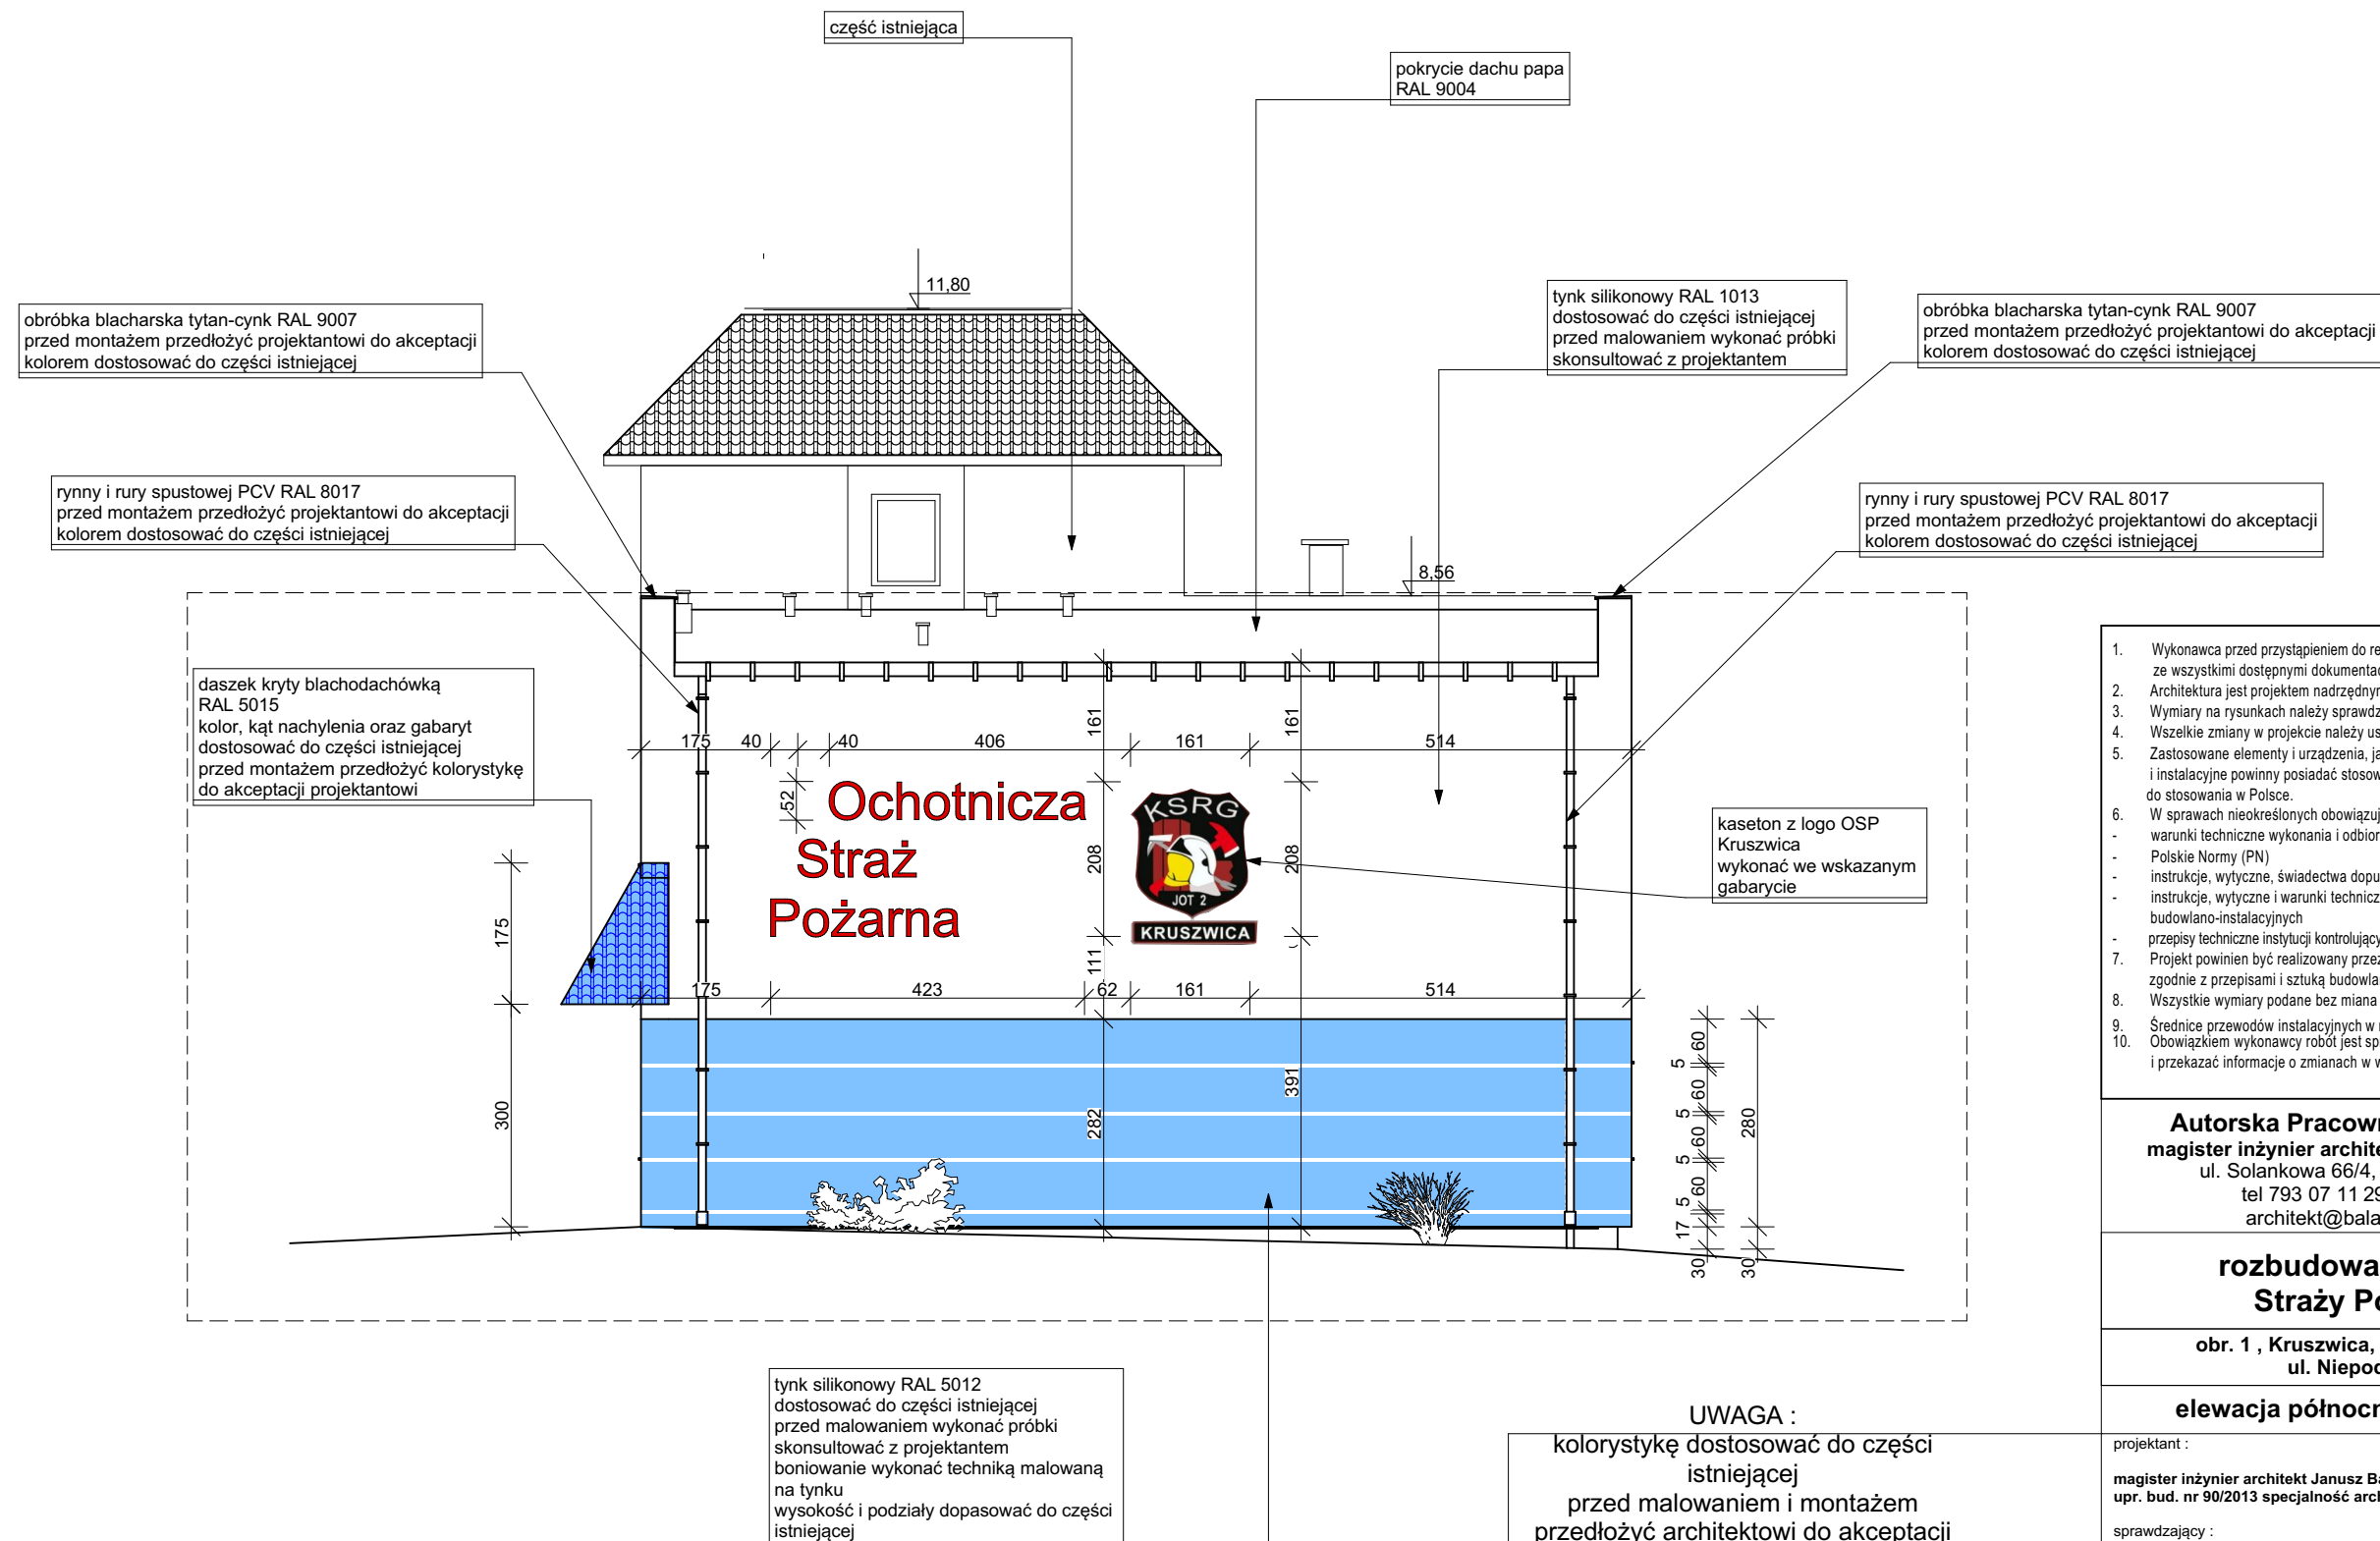 część istniejąca
pokrycie dachu papa
RAL 9004
11,80
obróbka blacharska tytan-cynk RAL 9007
przed montażem przedłożyć projektantowi do akceptacji
kolorem dostosować do części istniejącej
tynk silikonowy RAL 1013
dostosować do części istniejącej
przed malowaniem wykonać próbki
skonsultować z projektantem
obróbka blacharska tytan-cynk RAL 9007
przed montażem przedłożyć projektantowi do akceptacji
kolorem dostosować do części istniejącej
rynny i rury spustowej PCV RAL 8017
przed montażem przedłożyć projektantowi do akceptacji
kolorem dostosować do części istniejącej
rynny i rury spustowej PCV RAL 8017
przed montażem przedłożyć projektantowi do akceptacji
kolorem dostosować do części istniejącej
8,56
daszek kryty blachodachówką
RAL 5015
kolor, kąt nachylenia oraz gabaryt
dostosować do części istniejącej
przed montażem przedłożyć kolorystykę
do akceptacji projektantowi
161
161
175 40 40 406 161 514
52
Ochotnicza
Straż
Pożarna
KSRG
JOT 2
KRUSZWICA
208
208
kaseton z logo OSP
Kruszwica
wykonać we wskazanym
gabarycie
175
111
175 423 62 161 514
300
282
391
60
5
60
5
60
5
60
5
17
30
280
30
tynk silikonowy RAL 5012
dostosować do części istniejącej
przed malowaniem wykonać próbki
skonsultować z projektantem
boniowanie wykonać techniką malowaną
na tynku
wysokość i podziały dopasować do części
istniejącej
UWAGA :
kolorystykę dostosować do części
istniejącej
przed malowaniem i montażem
przedłożyć architektowi do akceptacji
1. Wykonawca przed przystąpieniem do re
ze wszystkimi dostępnymi dokumentac
2. Architektura jest projektem nadrzędnym
3. Wymiary na rysunkach należy sprawdz
4. Wszelkie zmiany w projekcie należy us
5. Zastosowane elementy i urządzenia, ja
i instalacyjne powinny posiadać stosow
do stosowania w Polsce.
6. W sprawach nieokreślonych obowiązuj
- warunki techniczne wykonania i odbior
- Polskie Normy (PN)
- instrukcje, wytyczne, świadectwa dopu
- instrukcje, wytyczne i warunki technicz
budowlano-instalacyjnych
- przepisy techniczne instytucji kontrolujący
7. Projekt powinien być realizowany przez
zgodnie z przepisami i sztuką budowlan
8. Wszystkie wymiary podane bez miana
9. Średnice przewodów instalacyjnych w
10. Obowiązkiem wykonawcy robót jest sp
i przekazać informacje o zmianach w w
Autorska Pracown
magister inżynier archite
ul. Solankowa 66/4,
tel 793 07 11 29
architekt@bala
rozbudowa
Straży Po
obr. 1 , Kruszwica,
ul. Niepod
elewacja północn
projektant :
magister inżynier architekt Janusz Ba
upr. bud. nr 90/2013 specjalność arch
sprawdzający :